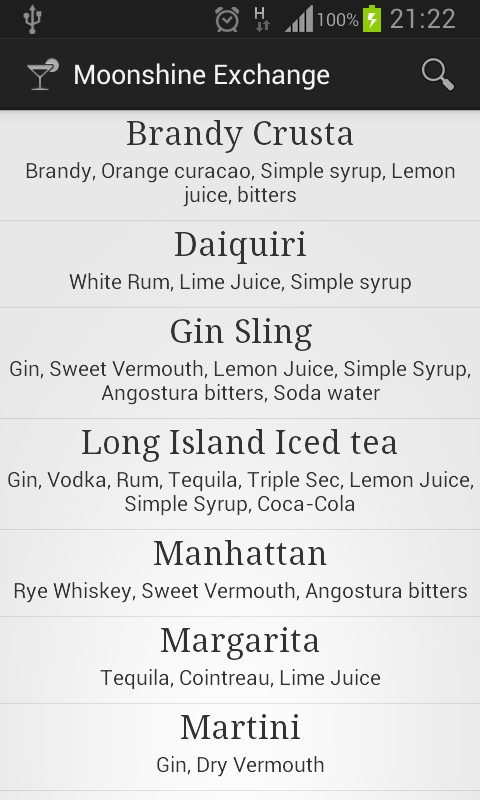 H 100% 21:22
Moonshine Exchange
Brandy Crusta
Brandy, Orange curacao, Simple syrup, Lemon
juice, bitters
Daiquiri
White Rum, Lime Juice, Simple syrup
Gin Sling
Gin, Sweet Vermouth, Lemon Juice, Simple Syrup,
Angostura bitters, Soda water
Long Island Iced tea
Gin, Vodka, Rum, Tequila, Triple Sec, Lemon Juice,
Simple Syrup, Coca-Cola
Manhattan
Rye Whiskey, Sweet Vermouth, Angostura bitters
Margarita
Tequila, Cointreau, Lime Juice
Martini
Gin, Dry Vermouth